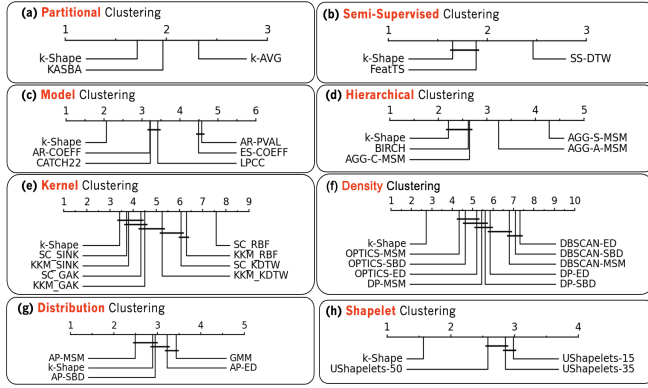 (a) Partitional Clustering
1 2 3
k-Shape k-AVG
KASBA
(b) Semi-Supervised Clustering
1 2 3
k-Shape SS-DTW
FeatTS
(c) Model Clustering
1 2 3 4 5 6
k-Shape AR-PVAL
AR-COEFF ES-COEFF
CATCH22 LPCC
(d) Hierarchical Clustering
1 2 3 4 5
k-Shape AGG-S-MSM
BIRCH AGG-A-MSM
AGG-C-MSM
(e) Kernel Clustering
1 2 3 4 5 6 7 8 9
k-Shape SC_RBF
SC_SINK KKM_RBF
KKM_SINK SC_KDTW
SC_GAK KKM_KDTW
KKM_GAK
(f) Density Clustering
1 2 3 4 5 6 7 8 9 10
k-Shape DBSCAN-ED
OPTICS-MSM DBSCAN-SBD
OPTICS-SBD DBSCAN-MSM
OPTICS-ED DP-ED
DP-MSM DP-SBD
(g) Distribution Clustering
1 2 3 4 5
AP-MSM GMM
k-Shape AP-ED
AP-SBD
(h) Shapelet Clustering
1 2 3 4
k-Shape UShapelets-15
UShapelets-50 UShapelets-35